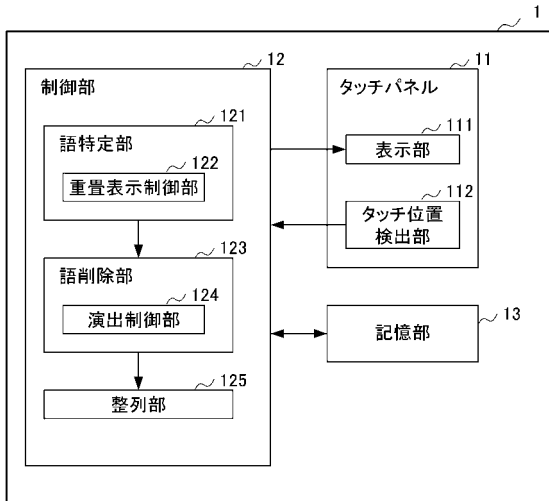 1
12
制御部
121
語特定部
122
重畳表示制御部
123
語削除部
124
演出制御部
125
整列部
11
タッチパネル
111
表示部
112
タッチ位置
検出部
13
記憶部